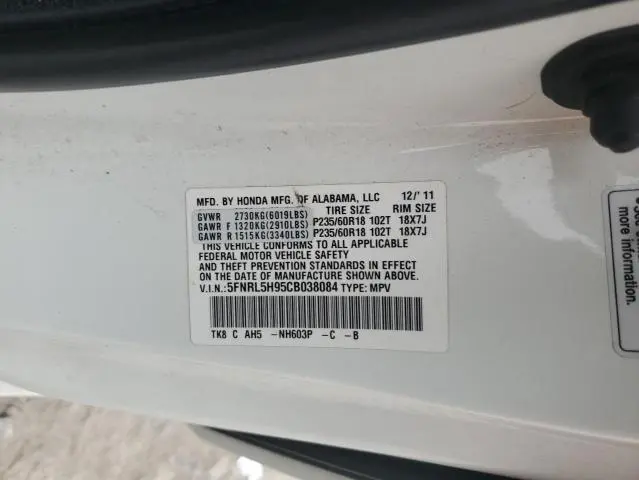 MFD. BY HONDA MFG. OF ALABAMA, LLC 12/'11
TIRE SIZE RIM SIZE
GVWR 2730KG(6019LBS)
GAWR F 1320KG(2910LBS) P235/60R18 102T 18X7J
GAWR R 1515KG(3340LBS) P235/60R18 102T 18X7J
THIS VEHICLE CONFORMS TO ALL APPLICABLE
FEDERAL MOTOR VEHICLE SAFETY
AND THEFT PREVENTION STANDARDS IN EFFECT
ON THE DATE OF MANUFACTURE SHOWN ABOVE.
V.I.N.: 5FNRL5H95CB038084 TYPE: MPV
TK8 C AH5 -NH603P -C -B